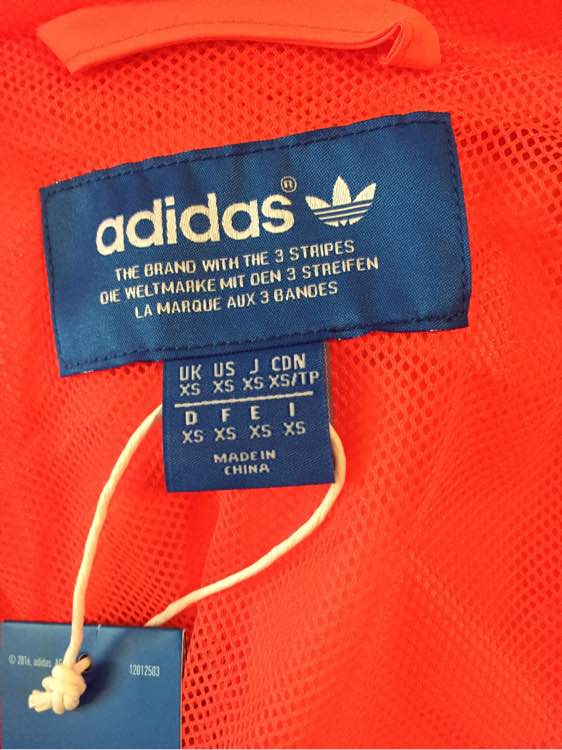 adidas®
THE BRAND WITH THE 3 STRIPES
DIE WELTMARKE MIT DEN 3 STREIFEN
LA MARQUE AUX 3 BANDES
UK US J CDN
XS XS XS XS/TP
D F E I
XS XS XS XS
MADE IN
CHINA
© 2016, adidas
12012503